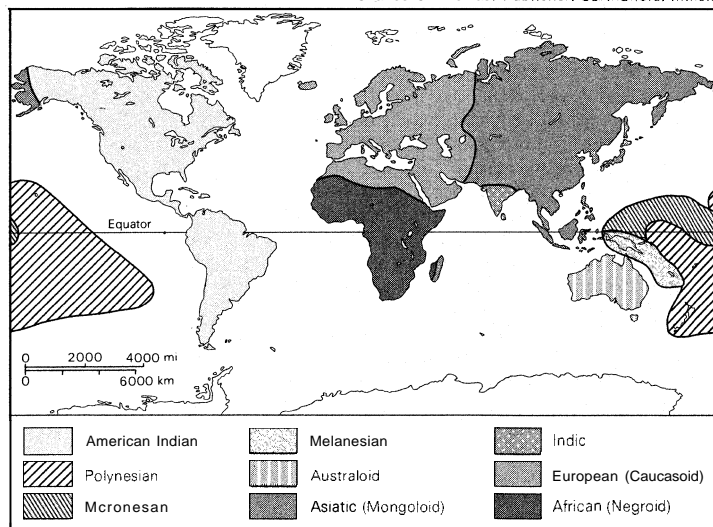 Equator
0 2000 4000 mi
0 6000 km
American Indian
Melanesian
Indic
Polynesian
Australoid
European (Caucasoid)
Mcronesan
Asiatic (Mongoloid)
African (Negroid)